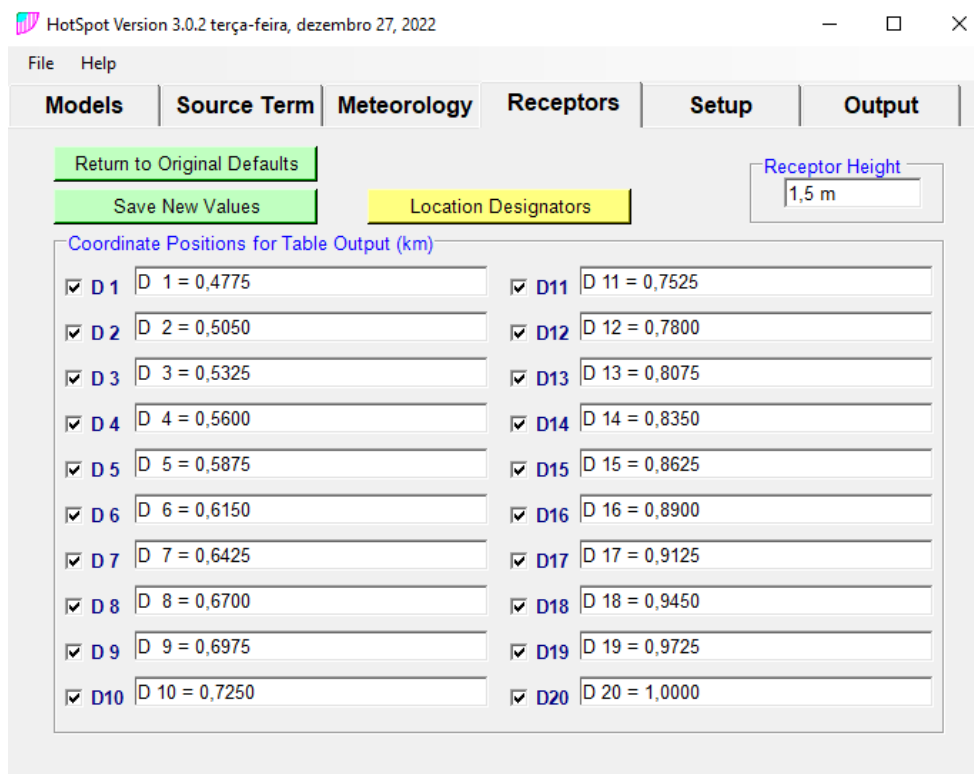 HotSpot Version 3.0.2 terça-feira, dezembro 27, 2022
File Help
Models Source Term Meteorology Receptors Setup Output
Return to Original Defaults
Save New Values
Location Designators
Receptor Height
1,5 m
Coordinate Positions for Table Output (km)
D 1 D 1 = 0,4775
D 2 D 2 = 0,5050
D 3 D 3 = 0,5325
D 4 D 4 = 0,5600
D 5 D 5 = 0,5875
D 6 D 6 = 0,6150
D 7 D 7 = 0,6425
D 8 D 8 = 0,6700
D 9 D 9 = 0,6975
D10 D 10 = 0,7250
D11 D 11 = 0,7525
D12 D 12 = 0,7800
D13 D 13 = 0,8075
D14 D 14 = 0,8350
D15 D 15 = 0,8625
D16 D 16 = 0,8900
D17 D 17 = 0,9125
D18 D 18 = 0,9450
D19 D 19 = 0,9725
D20 D 20 = 1,0000